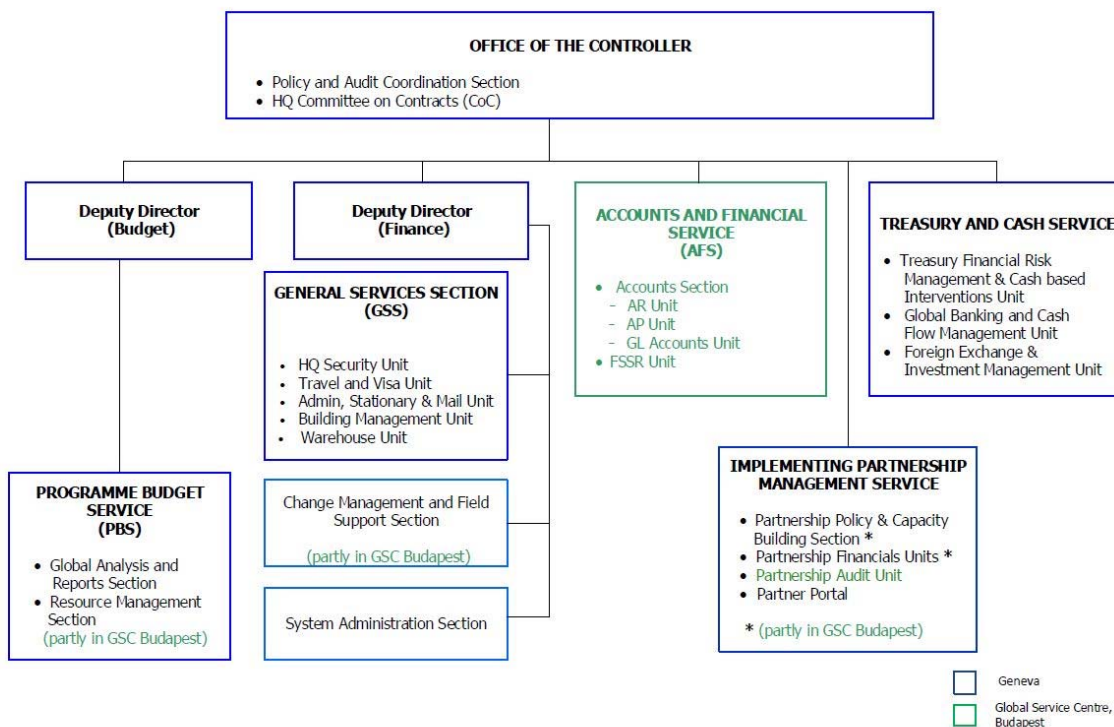 OFFICE OF THE CONTROLLER
• Policy and Audit Coordination Section
• HQ Committee on Contracts (CoC)
Deputy Director
(Budget)
Deputy Director
(Finance)
ACCOUNTS AND FINANCIAL
SERVICE
(AFS)
• Accounts Section
- AR Unit
- AP Unit
- GL Accounts Unit
• FSSR Unit
TREASURY AND CASH SERVICE
• Treasury Financial Risk
Management & Cash based
Interventions Unit
• Global Banking and Cash
Flow Management Unit
• Foreign Exchange &
Investment Management Unit
GENERAL SERVICES SECTION
(GSS)
• HQ Security Unit
• Travel and Visa Unit
• Admin, Stationary & Mail Unit
• Building Management Unit
• Warehouse Unit
PROGRAMME BUDGET
SERVICE
(PBS)
• Global Analysis and
Reports Section
• Resource Management
Section
(partly in GSC Budapest)
Change Management and Field
Support Section
(partly in GSC Budapest)
System Administration Section
IMPLEMENTING PARTNERSHIP
MANAGEMENT SERVICE
• Partnership Policy & Capacity
Building Section *
• Partnership Financials Units *
• Partnership Audit Unit
• Partner Portal
* (partly in GSC Budapest)
Geneva
Global Service Centre,
Budapest